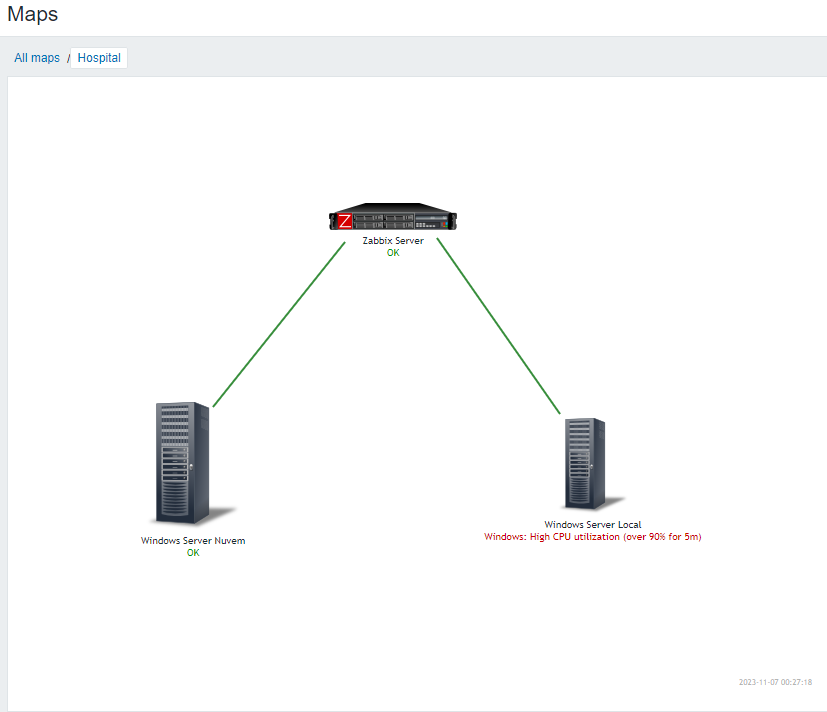 Maps
All maps / Hospital
Z
Zabbix Server
OK
Windows Server Nuvem
OK
Windows Server Local
Windows: High CPU utilization (over 90% for 5m)
2023-11-07 00:27:18